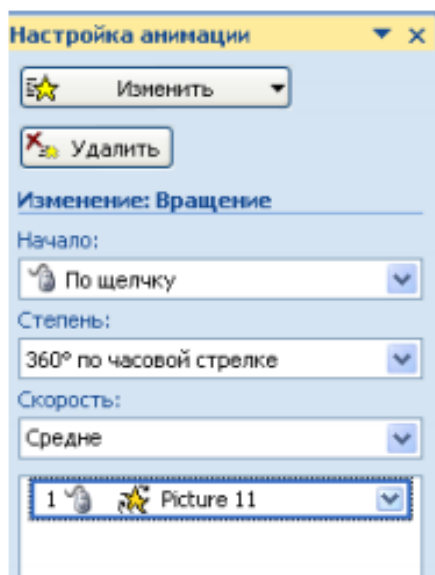 Настройка анимации
Изменить
Удалить
Изменение: Вращение
Начало:
По щелчку
Степень:
360° по часовой стрелке
Скорость:
Средне
1 Picture 11